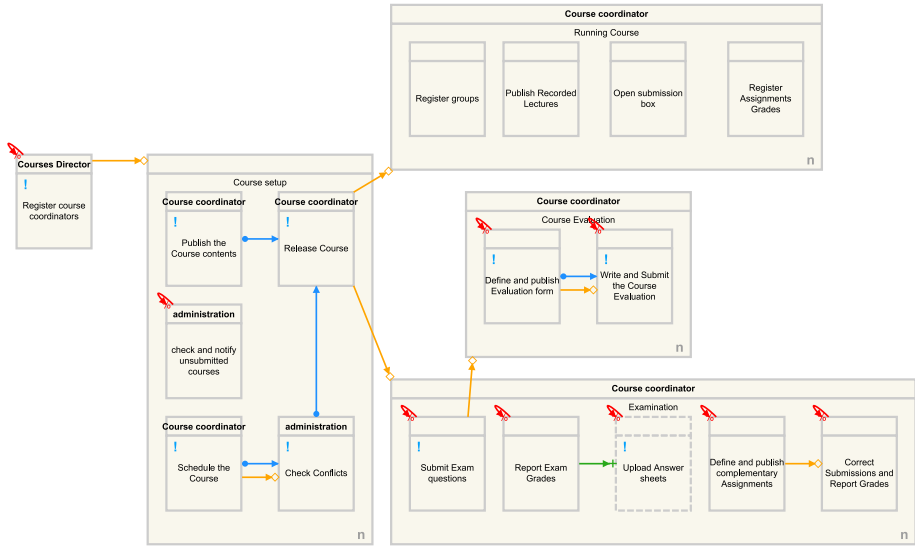 Course coordinator
Running Course
Register groups
Publish Recorded
Lectures
Open submission
box
Register
Assignments
Grades
n
Courses Director
!
Register course
coordinators
Course setup
Course coordinator
!
Publish the
Course contents
Course coordinator
!
Release Course
administration
check and notify
unsubmitted
courses
Course coordinator
!
Schedule the
Course
administration
!
Check Conflicts
n
Course coordinator
Course Evaluation
%
!
Define and publish
Evaluation form
%
!
Write and Submit
the Course
Evaluation
n
Course coordinator
Examination
%
!
Submit Exam
questions
%
Report Exam
Grades
%
!
Upload Answer
sheets
%
Define and publish
complementary
Assignments
%
Correct
Submissions and
Report Grades
n